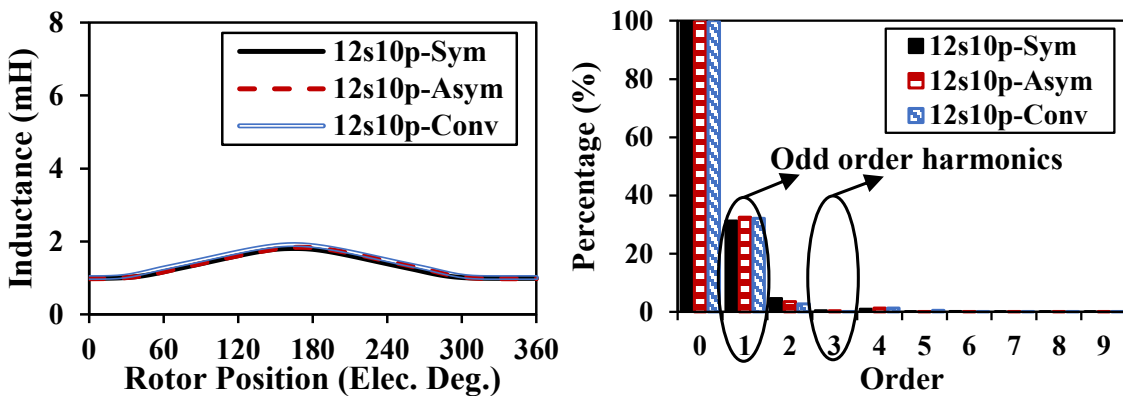 Inductance (mH)
8
6
4
2
0
12s10p-Sym
12s10p-Asym
12s10p-Conv
0 60 120 180 240 300 360
Rotor Position (Elec. Deg.)
Percentage (%)
100
80
60
40
20
0
12s10p-Sym
12s10p-Asym
12s10p-Conv
Odd order harmonics
0 1 2 3 4 5 6 7 8 9
Order